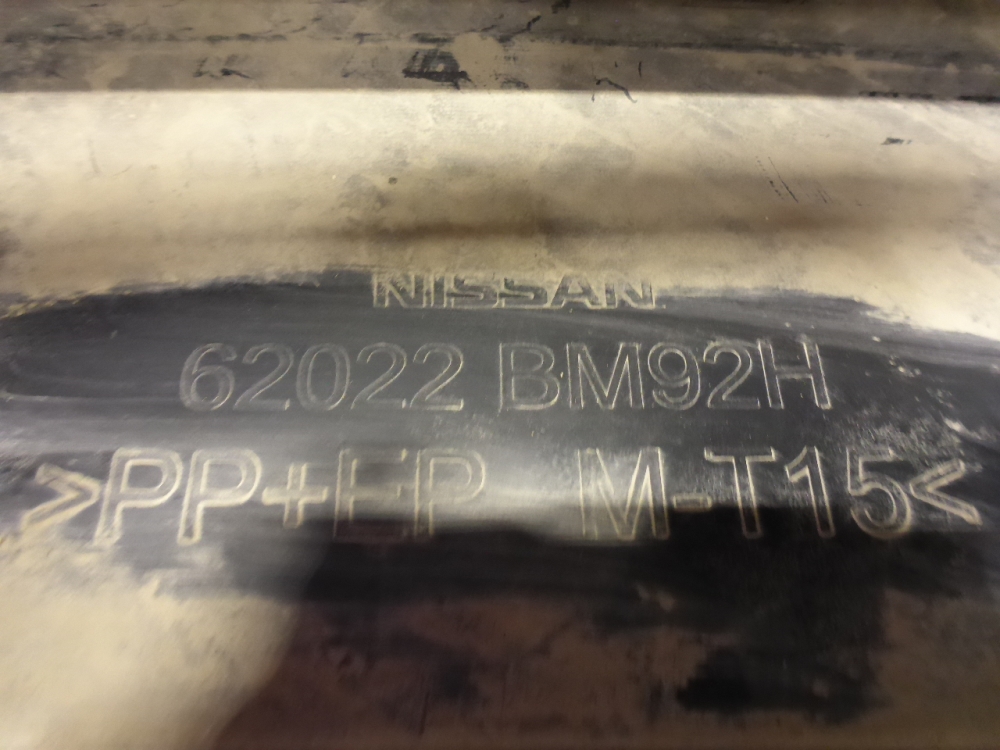 NISSAN
62022 BM92H
>PP+EP M-T15<